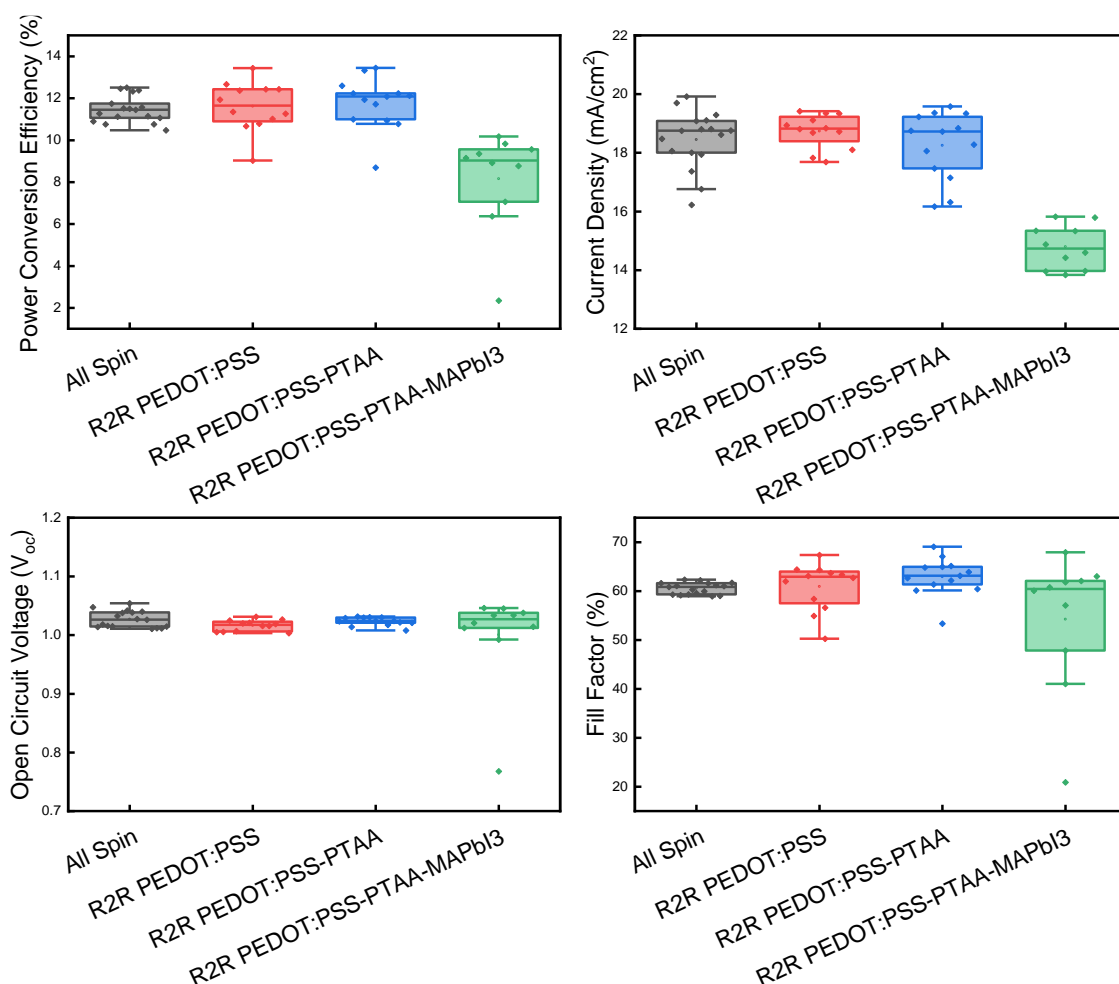 Power Conversion Efficiency (%)
14
12
10
8
6
4
2
All Spin
R2R PEDOT:PSS
R2R PEDOT:PSS-PTAA
R2R PEDOT:PSS-PTAA-MAPbI3
Current Density (mA/cm²)
22
20
18
16
14
12
All Spin
R2R PEDOT:PSS
R2R PEDOT:PSS-PTAA
R2R PEDOT:PSS-PTAA-MAPbI3
Open Circuit Voltage (Voc)
1.2
1.1
1.0
0.9
0.8
0.7
All Spin
R2R PEDOT:PSS
R2R PEDOT:PSS-PTAA
R2R PEDOT:PSS-PTAA-MAPbI3
Fill Factor (%)
70
60
50
40
30
20
All Spin
R2R PEDOT:PSS
R2R PEDOT:PSS-PTAA
R2R PEDOT:PSS-PTAA-MAPbI3